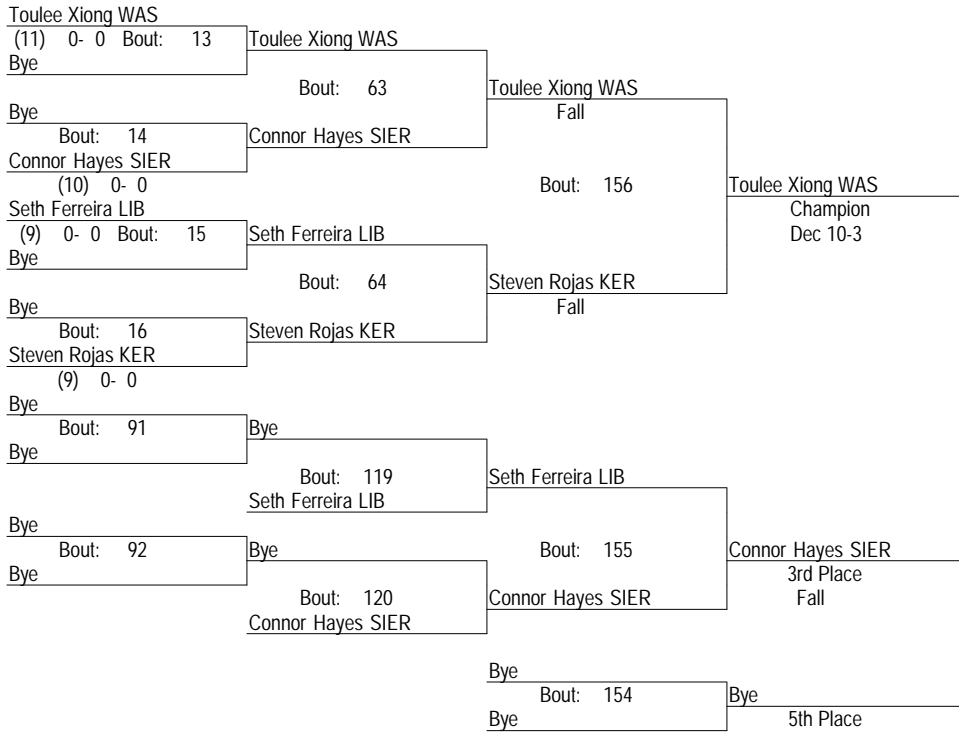 Toulee Xiong WAS
(11) 0- 0 Bout: 13 Toulee Xiong WAS
Bye
Bout: 63 Toulee Xiong WAS
Bye Fall
Bout: 14 Connor Hayes SIER
Connor Hayes SIER
(10) 0- 0 Bout: 156 Toulee Xiong WAS
Seth Ferreira LIB Champion
(9) 0- 0 Bout: 15 Seth Ferreira LIB Dec 10-3
Bye
Bout: 64 Steven Rojas KER
Bye Fall
Bout: 16 Steven Rojas KER
Steven Rojas KER
(9) 0- 0
Bye
Bout: 91 Bye
Bye
Bout: 119 Seth Ferreira LIB
Seth Ferreira LIB
Bye
Bout: 92 Bye Bout: 155 Connor Hayes SIER
Bye 3rd Place
Bout: 120 Connor Hayes SIER Fall
Connor Hayes SIER
Bye
Bout: 154 Bye
Bye 5th Place